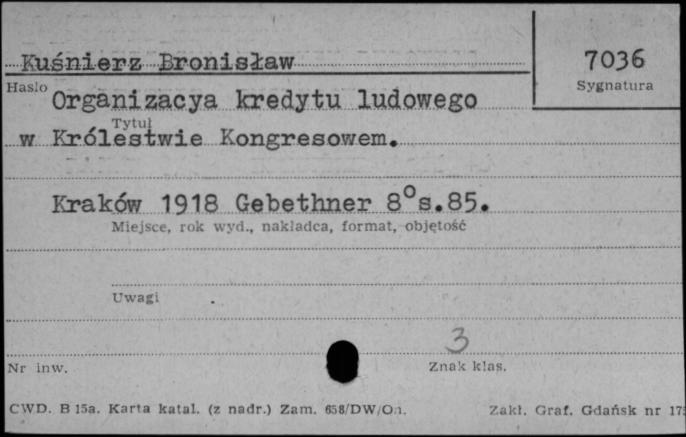 Kuśnierz Bronisław
7036
Hasło
Sygnatura
Organizacya kredytu ludowego
Tytuł
w Królestwie Kongresowem.
Kraków 1918 Gebethner 8° s.85.
Miejsce, rok wyd., nakładca, format, objętość
Uwagi
3
Nr inw.
Znak klas.
CWD. B 15a. Karta katal. (z nadr.) Zam. 658/DW/On.
Zakł. Graf. Gdańsk nr